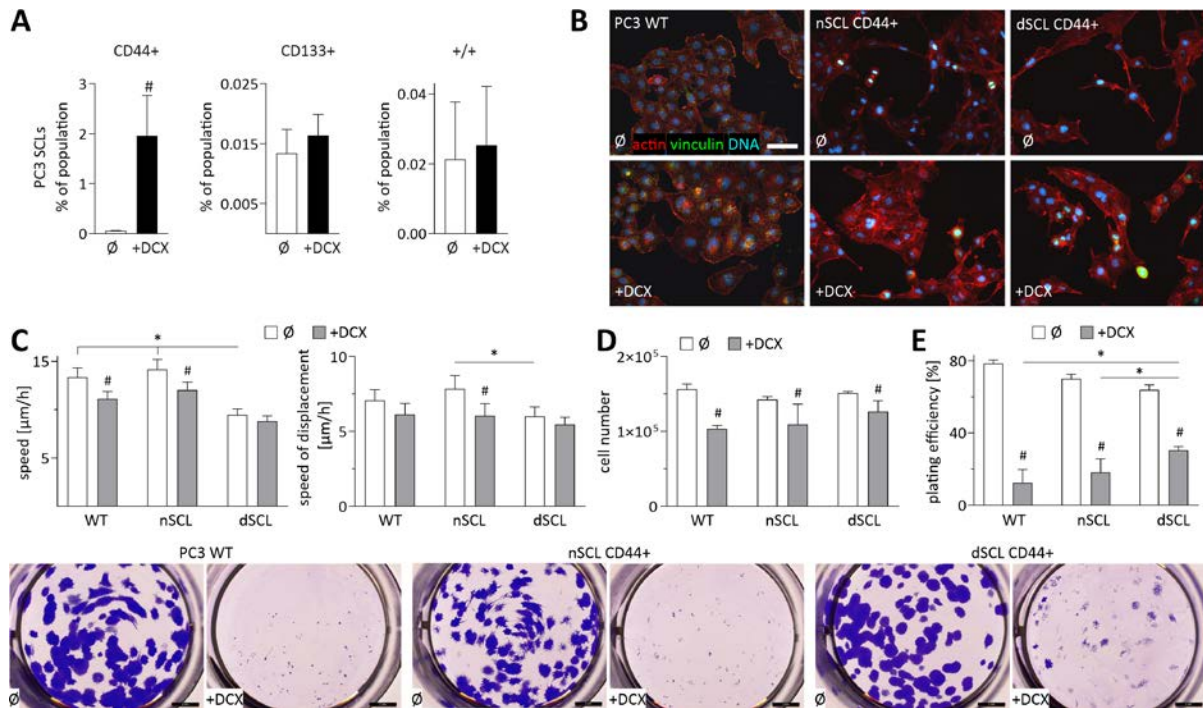 A
CD44+
CD133+
+/+
PC3 SCLs
% of population
3
2
1
0
#
Ø +DCX
% of population
0.025
0.015
0.005
Ø +DCX
% of population
0.04
0.02
0.00
Ø +DCX
B
PC3 WT
nSCL CD44+
dSCL CD44+
Ø
actin vinculin DNA
Ø
Ø
+DCX
+DCX
+DCX
C
Ø +DCX
speed [µm/h]
15
10
5
*
#
#
WT nSCL dSCL
speed of displacement
[µm/h]
10
5
0
*
#
WT nSCL dSCL
D
Ø +DCX
cell number
2×10⁵
1×10⁵
0
#
#
#
WT nSCL dSCL
E
Ø +DCX
plating efficiency [%]
80
40
0
*
*
#
#
#
WT nSCL dSCL
PC3 WT
nSCL CD44+
dSCL CD44+
Ø
+DCX
Ø
+DCX
Ø
+DCX